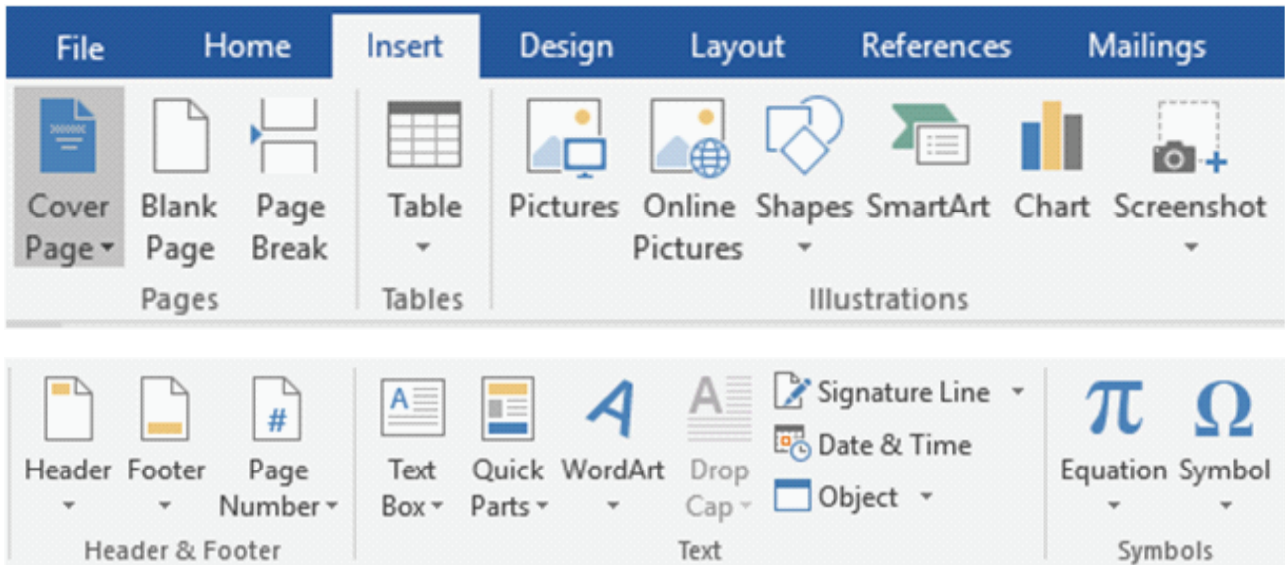 File Home Insert Design Layout References Mailings
Cover Blank Page Table Pictures Online Shapes SmartArt Chart Screenshot
Page Page Break Pictures
Pages Tables Illustrations
A A A Signature Line
# Date & Time
Header Footer Page Text Quick WordArt Drop Equation Symbol
Number Box Parts Cap Object
Header & Footer Text Symbols
π Ω